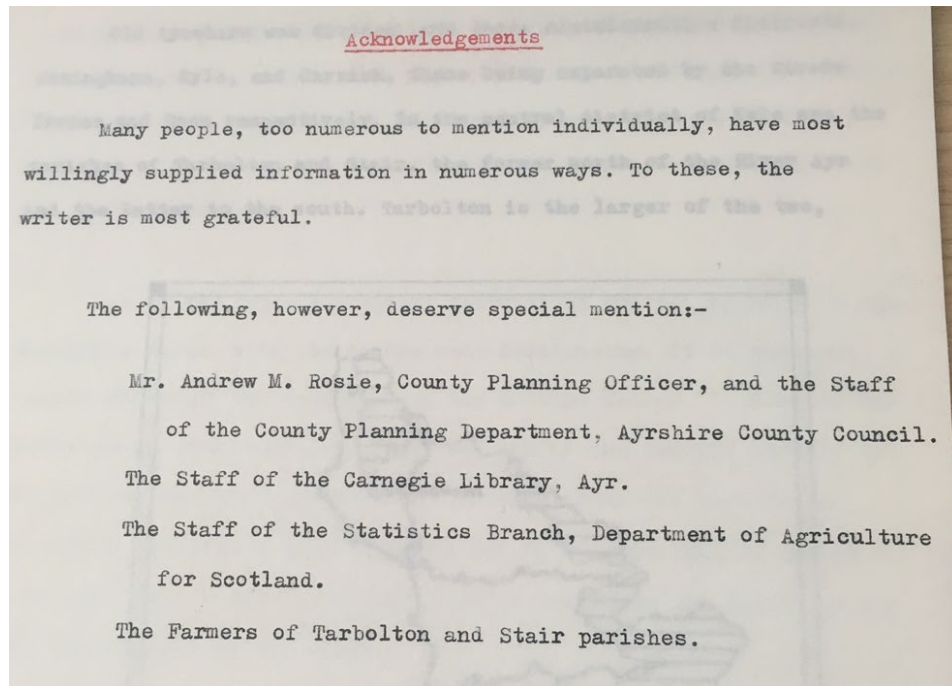 Acknowledgements
Many people, too numerous to mention individually, have most
willingly supplied information in numerous ways. To these, the
writer is most grateful.
The following, however, deserve special mention:-
Mr. Andrew M. Rosie, County Planning Officer, and the Staff
of the County Planning Department, Ayrshire County Council.
The Staff of the Carnegie Library, Ayr.
The Staff of the Statistics Branch, Department of Agriculture
for Scotland.
The Farmers of Tarbolton and Stair parishes.